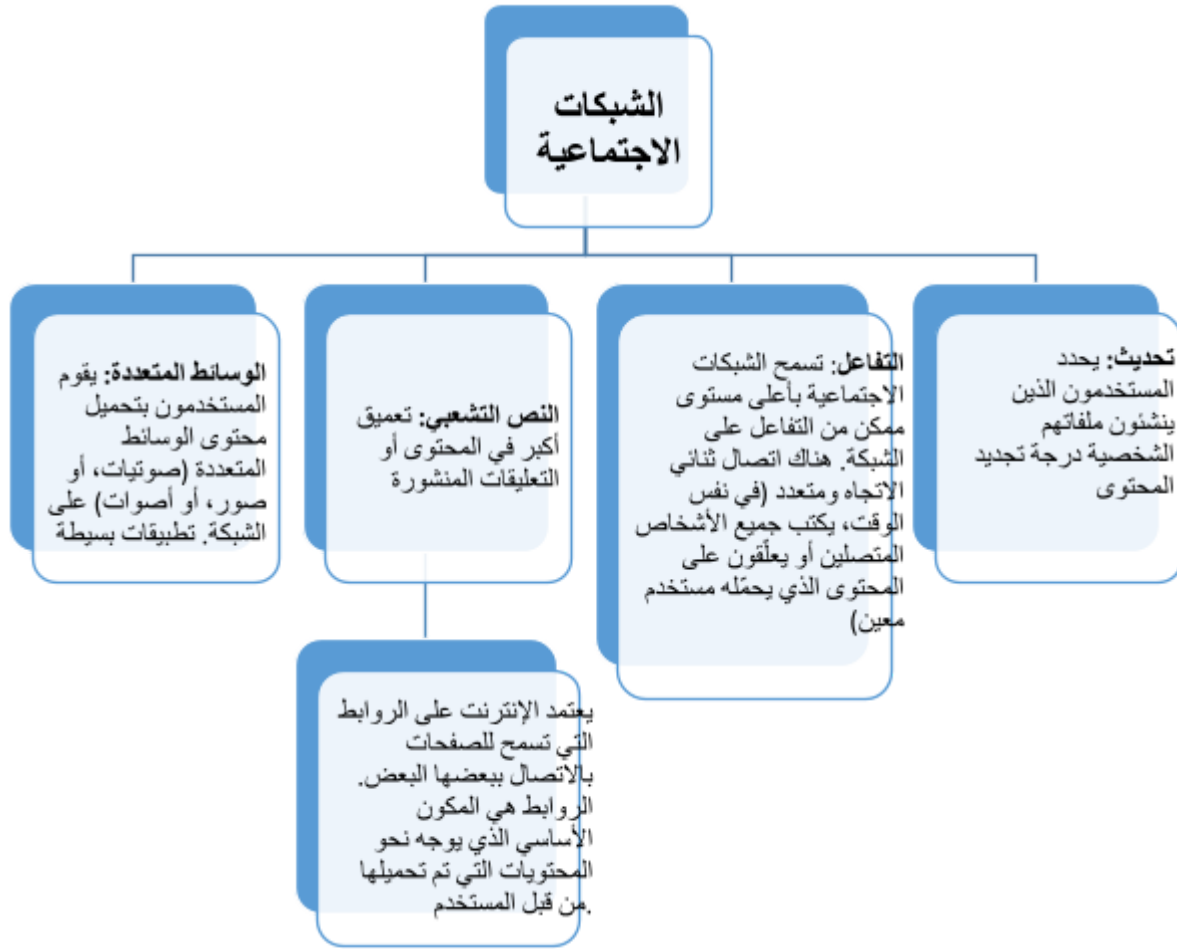 الشبكات
الاجتماعية
تحديث: يحدد
المستخدمون الذين
ينشئون ملفاتهم
الشخصية درجة تجديد
المحتوى
التفاعل: تسمح الشبكات
الاجتماعية بأعلى مستوى
ممكن من التفاعل على
الشبكة. هناك اتصال ثنائي
الاتجاه ومتعدد (في نفس
الوقت، يكتب جميع الأشخاص
المتصلين أو يعلّقون على
المحتوى الذي يحمّله مستخدم
معين)
النص التشعبي: تعميق
أكبر في المحتوى أو
التعليقات المنشورة
الوسائط المتعددة: يقوم
المستخدمون بتحميل
محتوى الوسائط
المتعددة (صوتيات، أو
صور، أو أصوات) على
الشبكة. تطبيقات بسيطة
يعتمد الإنترنت على الروابط
التي تسمح للصفحات
بالاتصال ببعضها البعض.
الروابط هي المكون
الأساسي الذي يوجه نحو
المحتويات التي تم تحميلها
.من قبل المستخدم